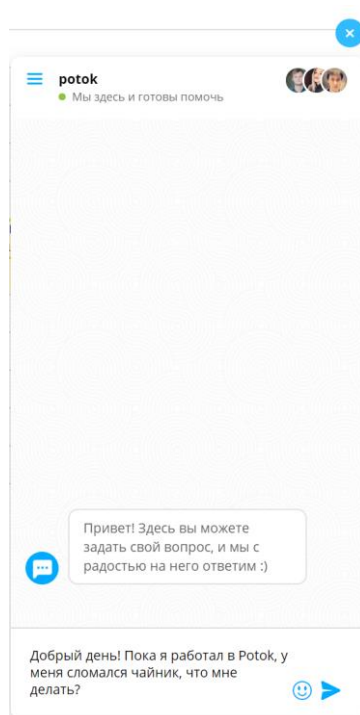 potok
Мы здесь и готовы помочь
Привет! Здесь вы можете
задать свой вопрос, и мы с
радостью на него ответим :)
Добрый день! Пока я работал в Potok, у
меня сломался чайник, что мне
делать?